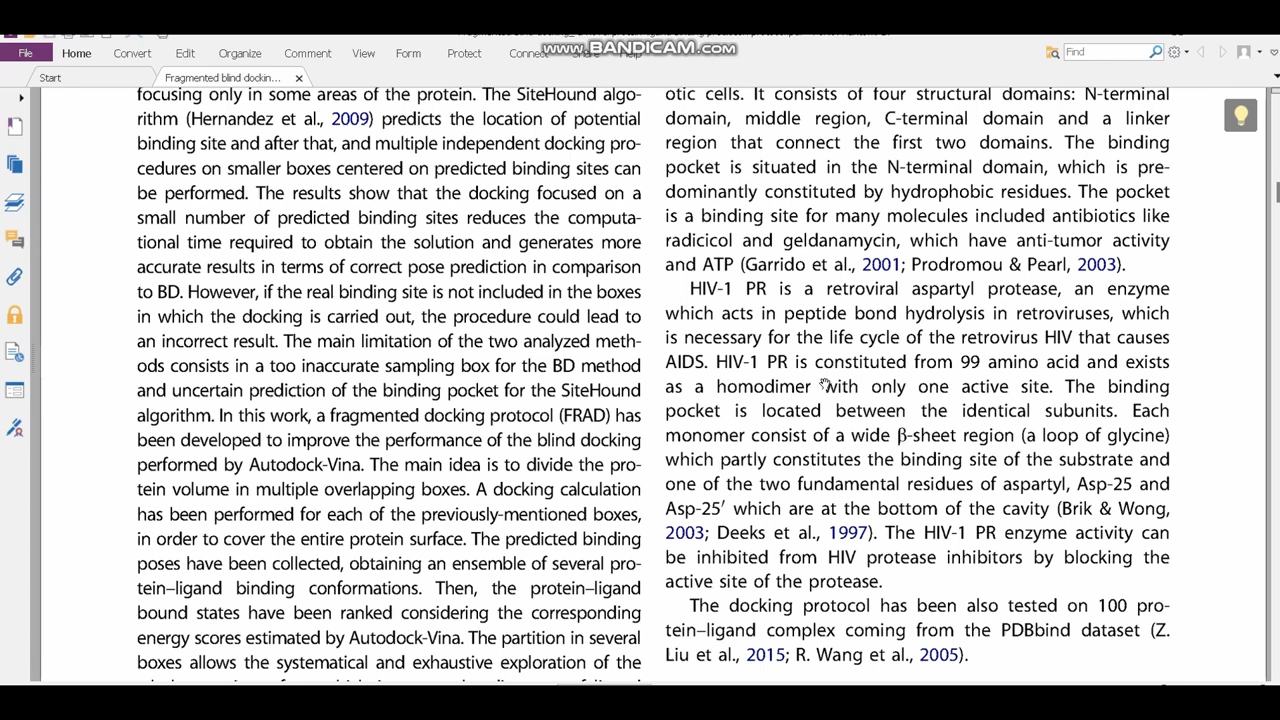 File
Home
Convert
Edit
Organize
Comment
View
Form
Protect
Connect
Share
Help
www.BANDICAM.com
Find
Start
Fragmented blind dockin...
focusing only in some areas of the protein. The SiteHound algo-
rithm (Hernandez et al., 2009) predicts the location of potential
binding site and after that, and multiple independent docking pro-
cedures on smaller boxes centered on predicted binding sites can
be performed. The results show that the docking focused on a
small number of predicted binding sites reduces the computa-
tional time required to obtain the solution and generates more
accurate results in terms of correct pose prediction in comparison
to BD. However, if the real binding site is not included in the boxes
in which the docking is carried out, the procedure could lead to
an incorrect result. The main limitation of the two analyzed meth-
ods consists in a too inaccurate sampling box for the BD method
and uncertain prediction of the binding pocket for the SiteHound
algorithm. In this work, a fragmented docking protocol (FRAD) has
been developed to improve the performance of the blind docking
performed by Autodock-Vina. The main idea is to divide the pro-
tein volume in multiple overlapping boxes. A docking calculation
has been performed for each of the previously-mentioned boxes,
in order to cover the entire protein surface. The predicted binding
poses have been collected, obtaining an ensemble of several pro-
tein–ligand binding conformations. Then, the protein–ligand
bound states have been ranked considering the corresponding
energy scores estimated by Autodock-Vina. The partition in several
boxes allows the systematical and exhaustive exploration of the
otic cells. It consists of four structural domains: N-terminal
domain, middle region, C-terminal domain and a linker
region that connect the first two domains. The binding
pocket is situated in the N-terminal domain, which is pre-
dominantly constituted by hydrophobic residues. The pocket
is a binding site for many molecules included antibiotics like
radicicol and geldanamycin, which have anti-tumor activity
and ATP (Garrido et al., 2001; Prodromou & Pearl, 2003).
HIV-1 PR is a retroviral aspartyl protease, an enzyme
which acts in peptide bond hydrolysis in retroviruses, which
is necessary for the life cycle of the retrovirus HIV that causes
AIDS. HIV-1 PR is constituted from 99 amino acid and exists
as a homodimer with only one active site. The binding
pocket is located between the identical subunits. Each
monomer consist of a wide β-sheet region (a loop of glycine)
which partly constitutes the binding site of the substrate and
one of the two fundamental residues of aspartyl, Asp-25 and
Asp-25′ which are at the bottom of the cavity (Brik & Wong,
2003; Deeks et al., 1997). The HIV-1 PR enzyme activity can
be inhibited from HIV protease inhibitors by blocking the
active site of the protease.
The docking protocol has been also tested on 100 pro-
tein–ligand complex coming from the PDBbind dataset (Z.
Liu et al., 2015; R. Wang et al., 2005).